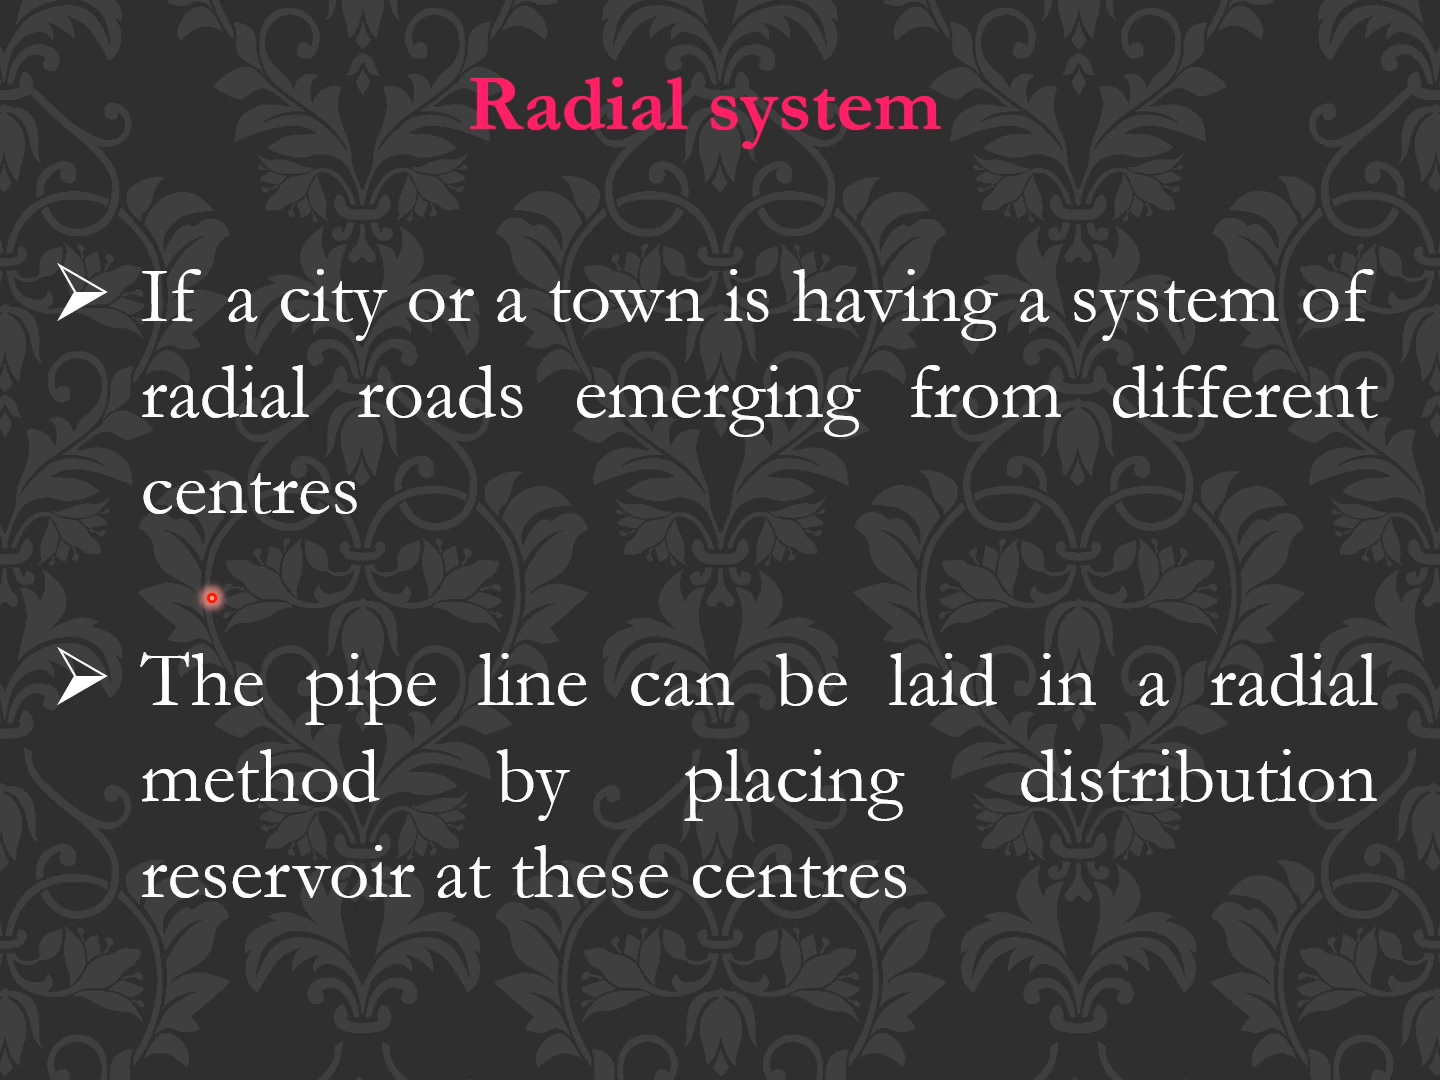 Radial system
➢ If a city or a town is having a system of
radial roads emerging from different
centres
➢ The pipe line can be laid in a radial
method by placing distribution
reservoir at these centres